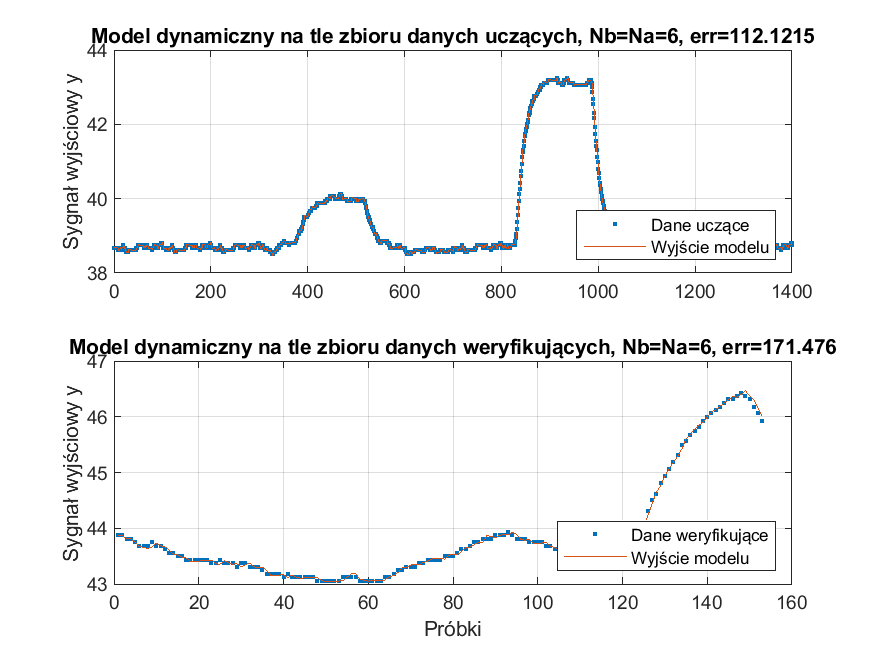 Model dynamiczny na tle zbioru danych uczących, Nb=Na=6, err=112.1215
Sygnał wyjściowy y
44
42
40
38
0 200 400 600 800 1000 1200 1400
Dane uczące
Wyjście modelu
Model dynamiczny na tle zbioru danych weryfikujących, Nb=Na=6, err=171.476
Sygnał wyjściowy y
47
46
45
44
43
0 20 40 60 80 100 120 140 160
Dane weryfikujące
Wyjście modelu
Próbki